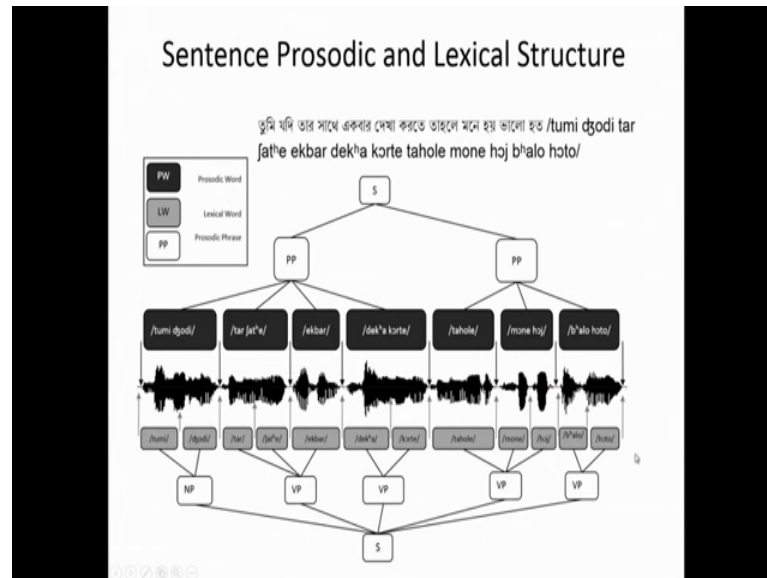 Sentence Prosodic and Lexical Structure
তুমি যদি তার সাথে একবার দেখা করতে তাহলে মনে হয় ভালো হত /tumi ʤodi tar
ʃatʰe ekbar dekʰa kɔrte tahole mone hɔj bʰalo hɔto/
PW Prosodic Word
LW Lexical Word
PP Prosodic Phrase
S
PP PP
/tumi ʤodi/ /tar ʃatʰe/ /ekbar/ /dekʰa kɔrte/ /tahole/ /mɔne hɔj/ /bʰalo hɔto/
/tumi/ /ʤodi/ /tar/ /ʃatʰe/ /ekbar/ /dekʰa/ /kɔrte/ /tahole/ /mone/ /hɔj/ /bʰalo/ /hɔto/
NP VP VP VP VP
S